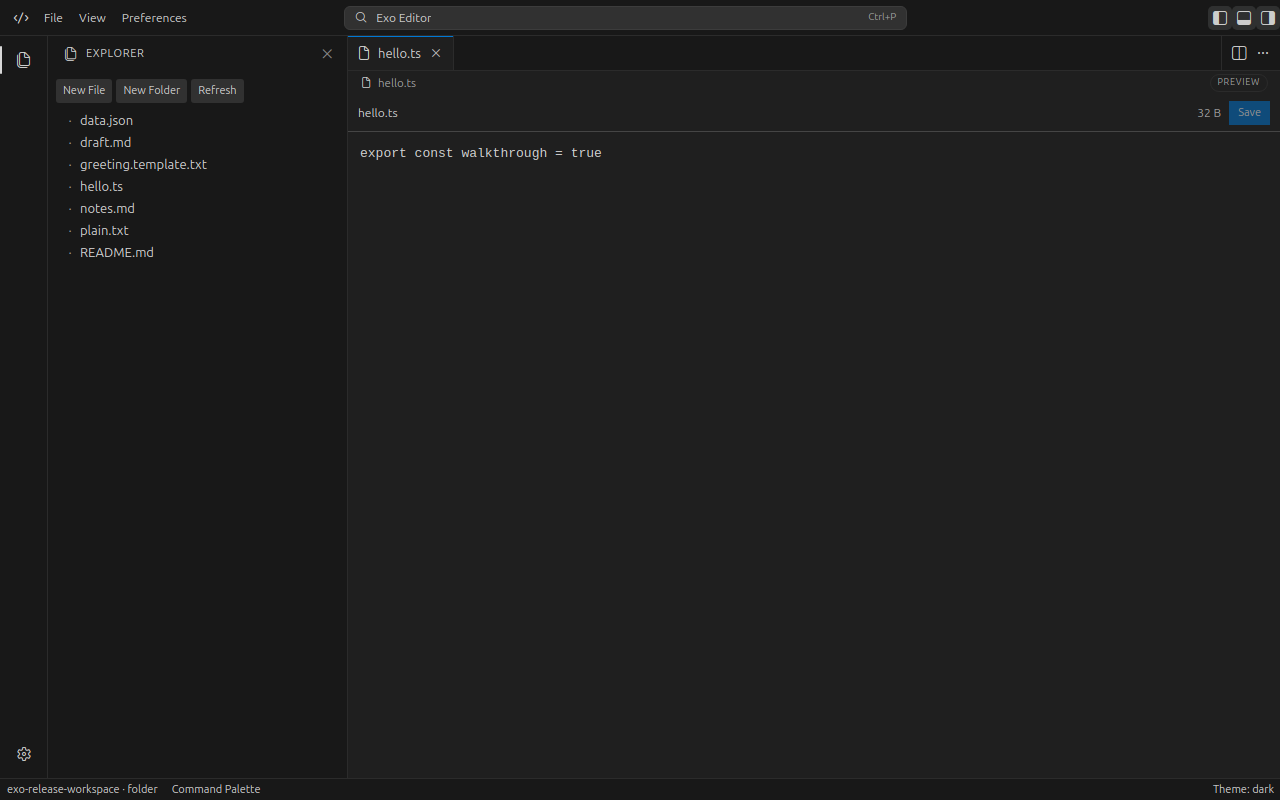 </> File View Preferences Exo Editor Ctrl+P
EXPLORER
New File New Folder Refresh
· data.json
· draft.md
· greeting.template.txt
· hello.ts
· notes.md
· plain.txt
· README.md
hello.ts
hello.ts PREVIEW
hello.ts 32 B Save
export const walkthrough = true
exo-release-workspace · folder Command Palette Theme: dark